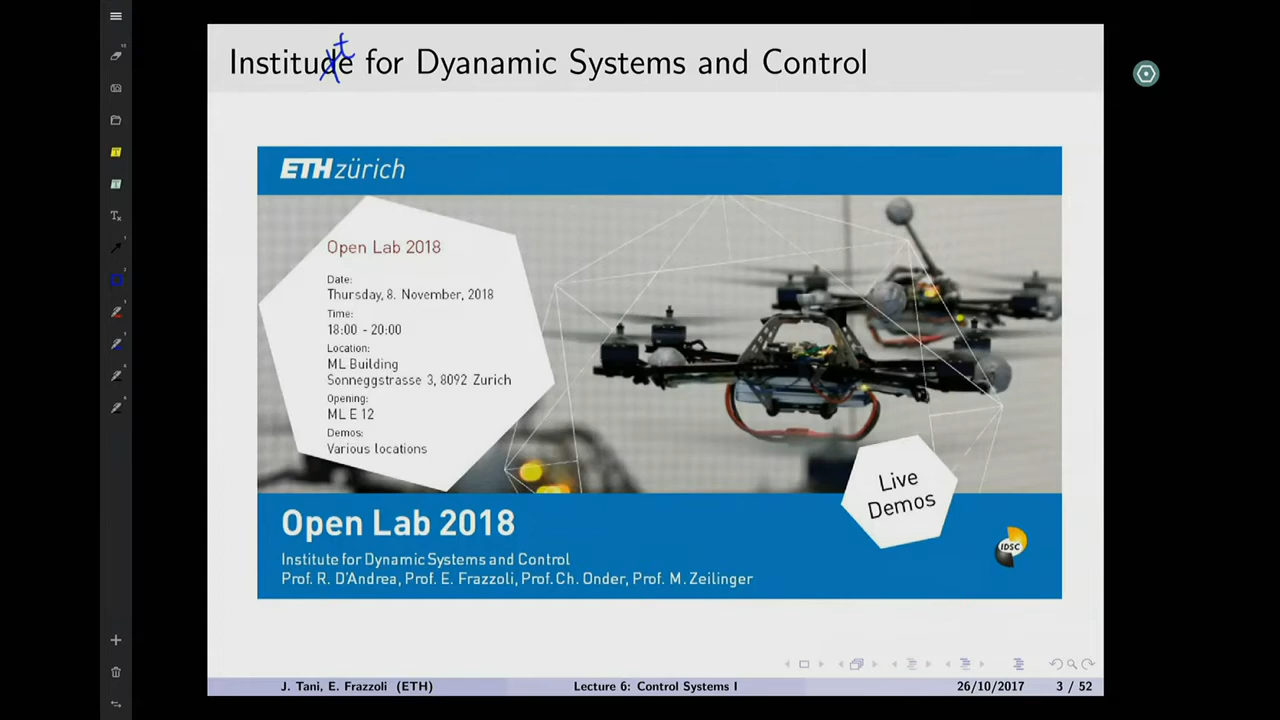 Institude for Dyanamic Systems and Control
t
ETH zürich
Open Lab 2018
Date:
Thursday, 8. November, 2018
Time:
18:00 - 20:00
Location:
ML Building
Sonneggstrasse 3, 8092 Zurich
Opening:
ML E 12
Demos:
Various locations
Live
Demos
Open Lab 2018
Institute for Dynamic Systems and Control
Prof. R. D'Andrea, Prof. E. Frazzoli, Prof. Ch. Onder, Prof. M. Zeilinger
IDSC
J. Tani, E. Frazzoli (ETH)
Lecture 6: Control Systems I
26/10/2017
3 / 52